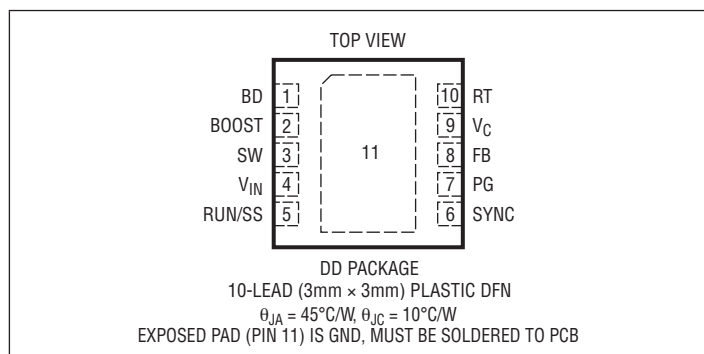 TOP VIEW
BD 1
BOOST 2
SW 3
VIN 4
RUN/SS 5
11
10 RT
9 VC
8 FB
7 PG
6 SYNC
DD PACKAGE
10-LEAD (3mm × 3mm) PLASTIC DFN
θJA = 45°C/W, θJC = 10°C/W
EXPOSED PAD (PIN 11) IS GND, MUST BE SOLDERED TO PCB